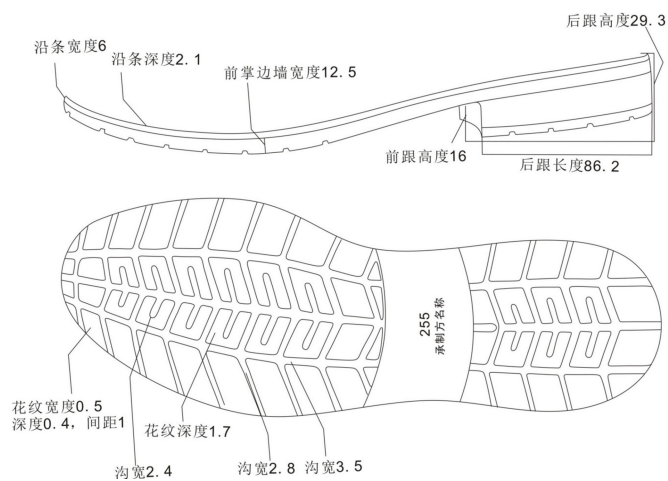 后跟高度29.3
沿条宽度6
沿条深度2.1
前掌边墙宽度12.5
前跟高度16
后跟长度86.2
255
承制方名称
花纹宽度0.5
深度0.4，间距1
花纹深度1.7
沟宽2.4
沟宽2.8
沟宽3.5